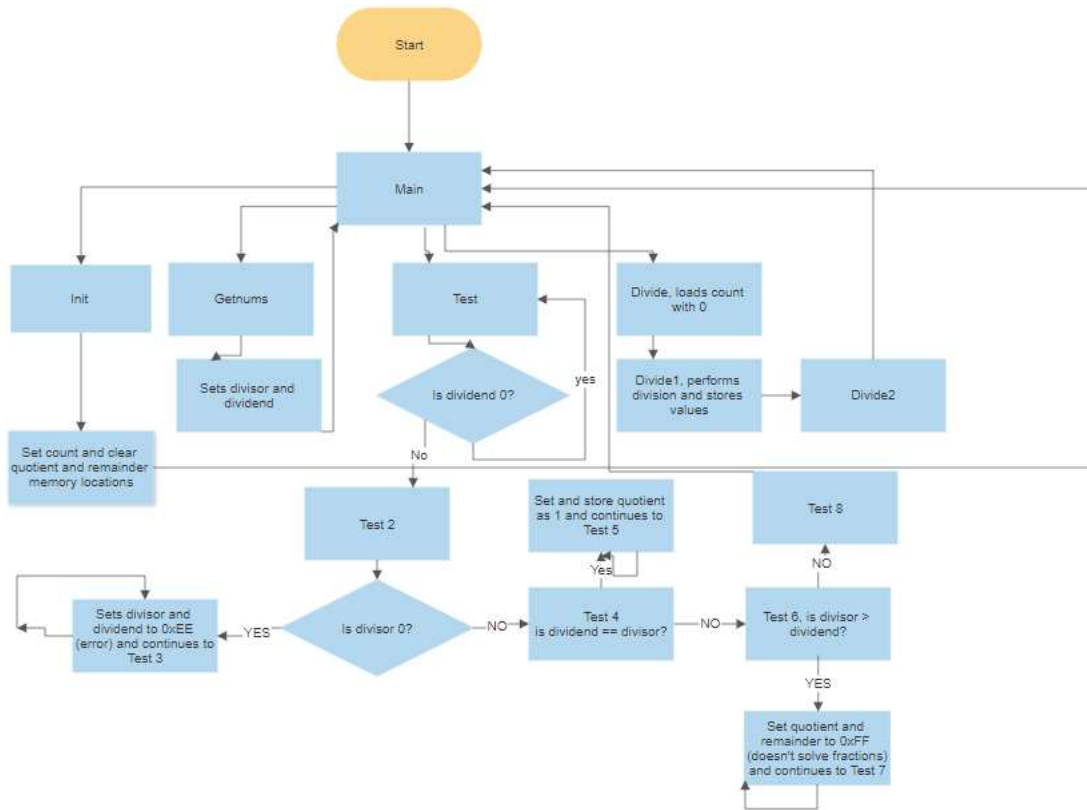 Start
Main
Init
Getnums
Test
Divide, loads count
with 0
Sets divisor and
dividend
Is dividend 0?
yes
Divide1, performs
division and stores
values
Divide2
Set count and clear
quotient and remainder
memory locations
No
Test 2
Set and store quotient
as 1 and continues to
Test 5
Test 8
Yes
NO
Sets divisor and
dividend to 0xEE
(error) and continues to
Test 3
YES
Is divisor 0?
NO
Test 4
is dividend == divisor?
NO
Test 6, is divisor >
dividend?
YES
Set quotient and
remainder to 0xFF
(doesn't solve fractions)
and continues to Test 7